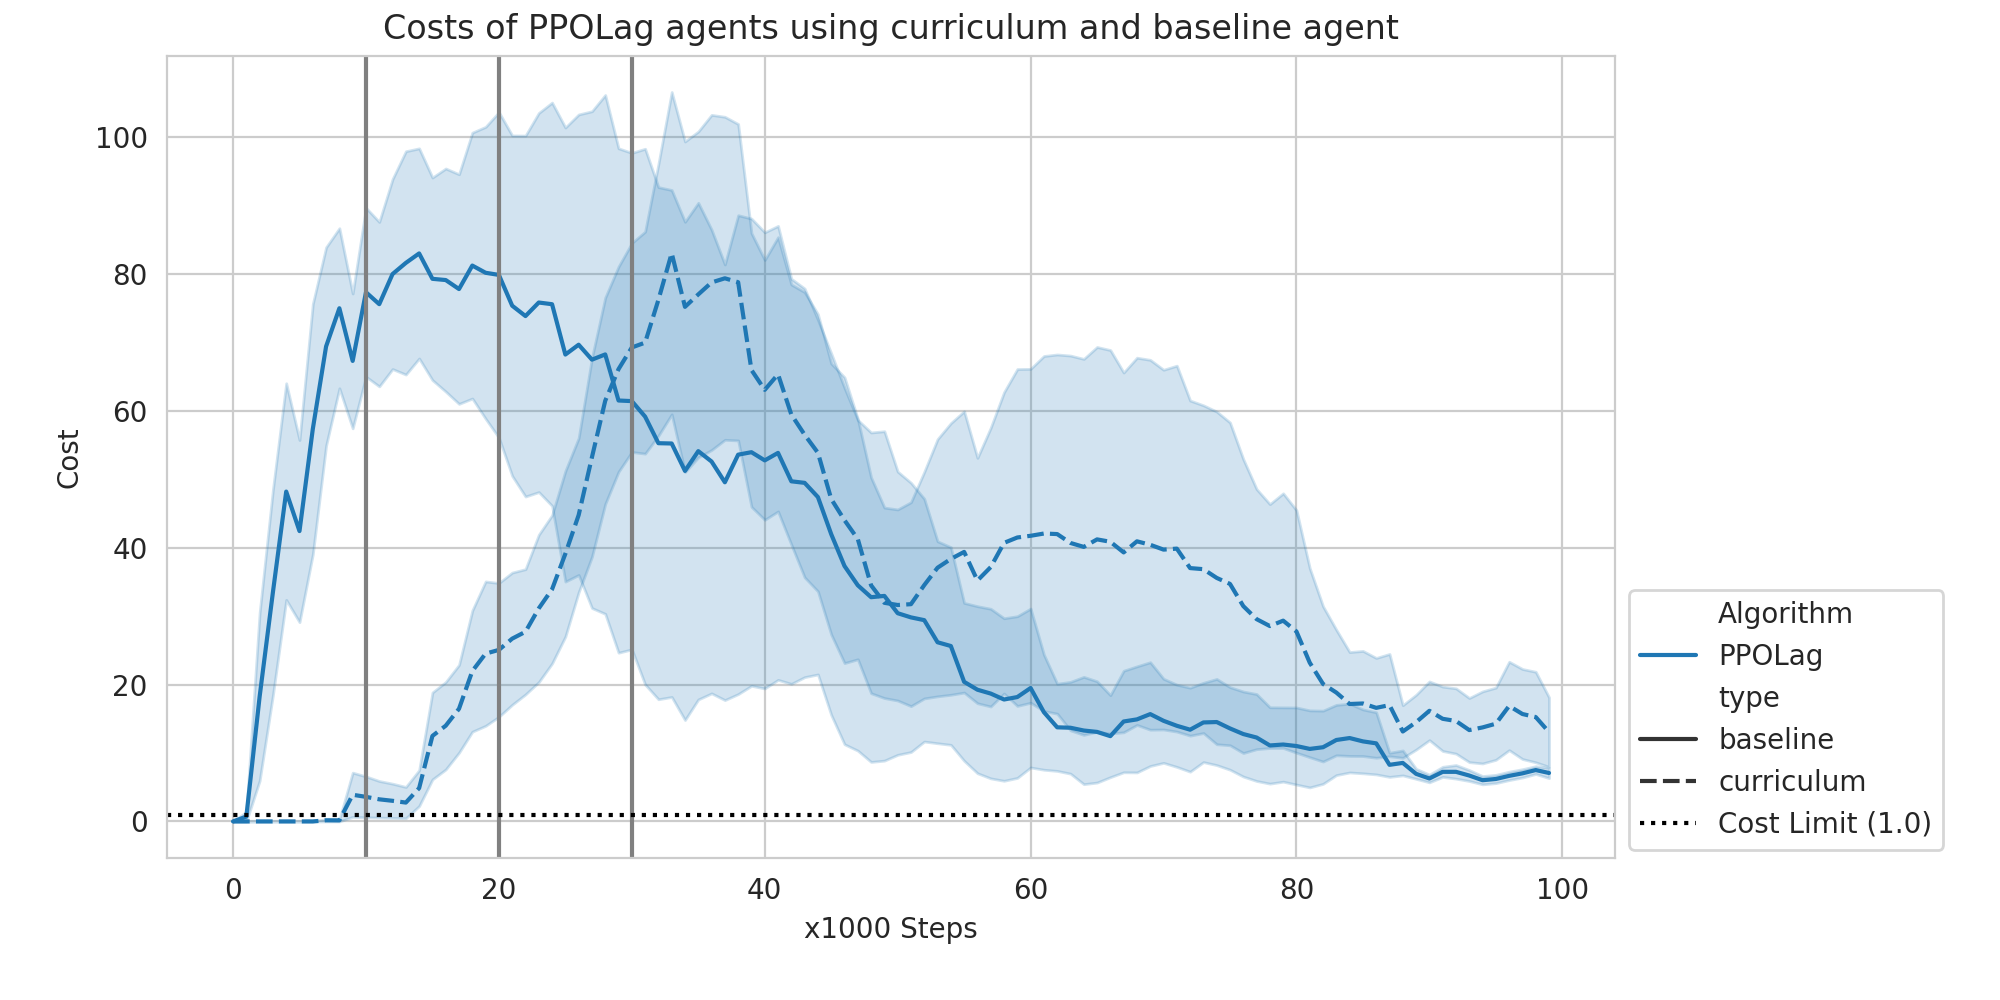 Costs of PPOLag agents using curriculum and baseline agent
100
80
60
40
20
0
Cost
0 20 40 60 80 100
x1000 Steps
Algorithm
PPOLag
type
baseline
curriculum
Cost Limit (1.0)